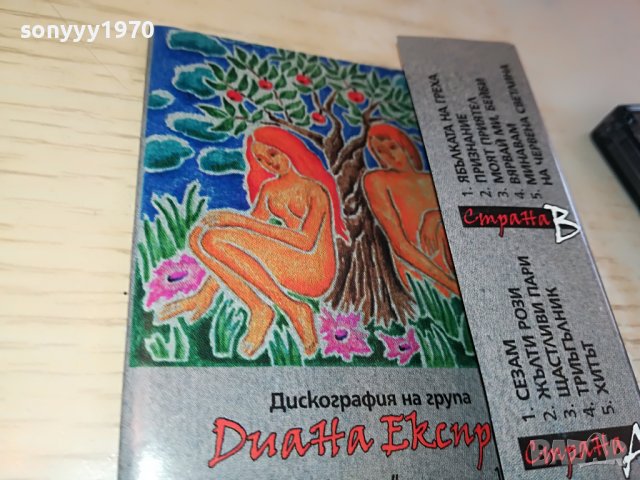 sonyyy1970
Дискография на група
Диана Експр
1. ЯБЪЛКАТА НА ГРЕХА
2. ПРИЗНАНИЕ
3. МОЯТ ПРИЯТЕЛ
4. ВЯРВАЙ МИ, БЕЙБИ
5. МИНАВАМ
НА ЧЕРВЕНА СВЕТЛИНА
Страна B
1. СЕЗАМ
2. ЖЪЛТИ РОЗИ
3. ЩАСТЛИВИ ПАРИ
4. ТРИЪГЪЛНИК
5. ХИТЪТ
Страна A